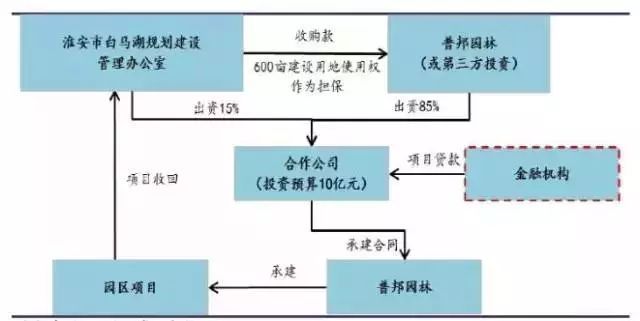 淮安市白马湖规划建设
管理办公室
收购款
600亩建设用地使用权
作为担保
普邦园林
(或第三方投资)
出资15%
出资85%
合作公司
(投资预算10亿元)
项目贷款
金融机构
项目收回
承建合同
园区项目
承建
普邦园林